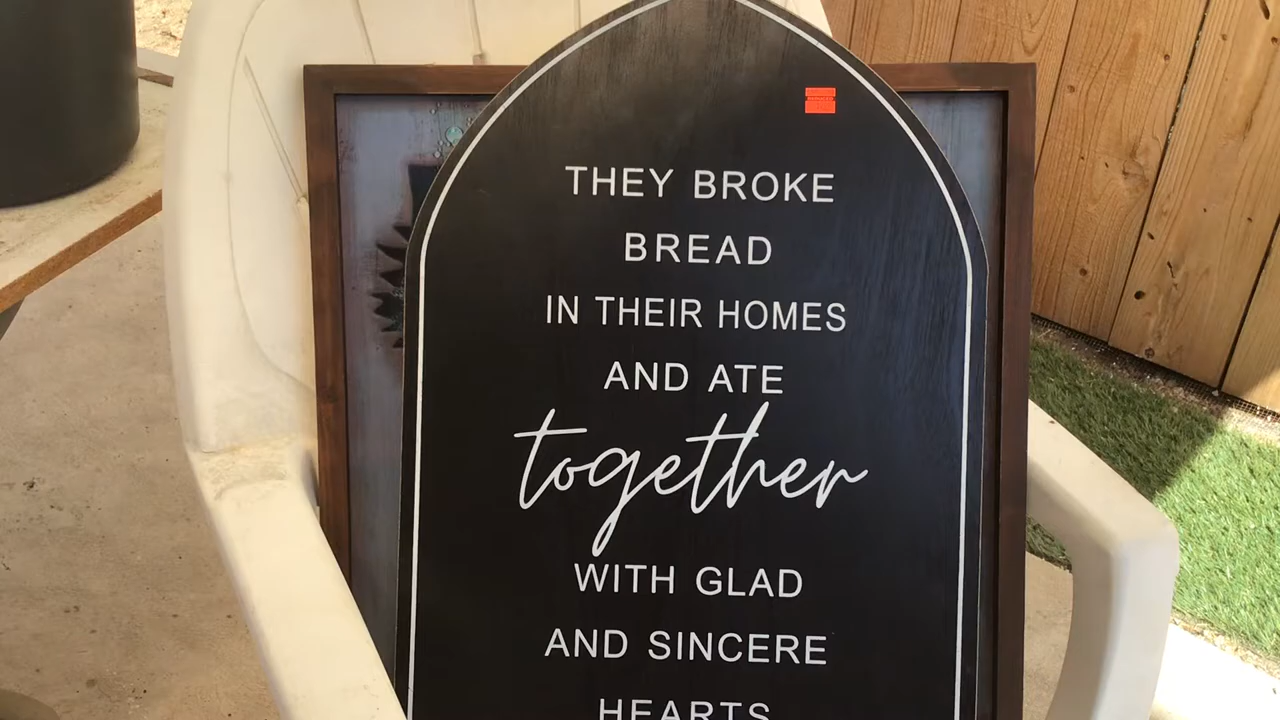 THEY BROKE
BREAD
IN THEIR HOMES
AND ATE
together
WITH GLAD
AND SINCERE
HEARTS